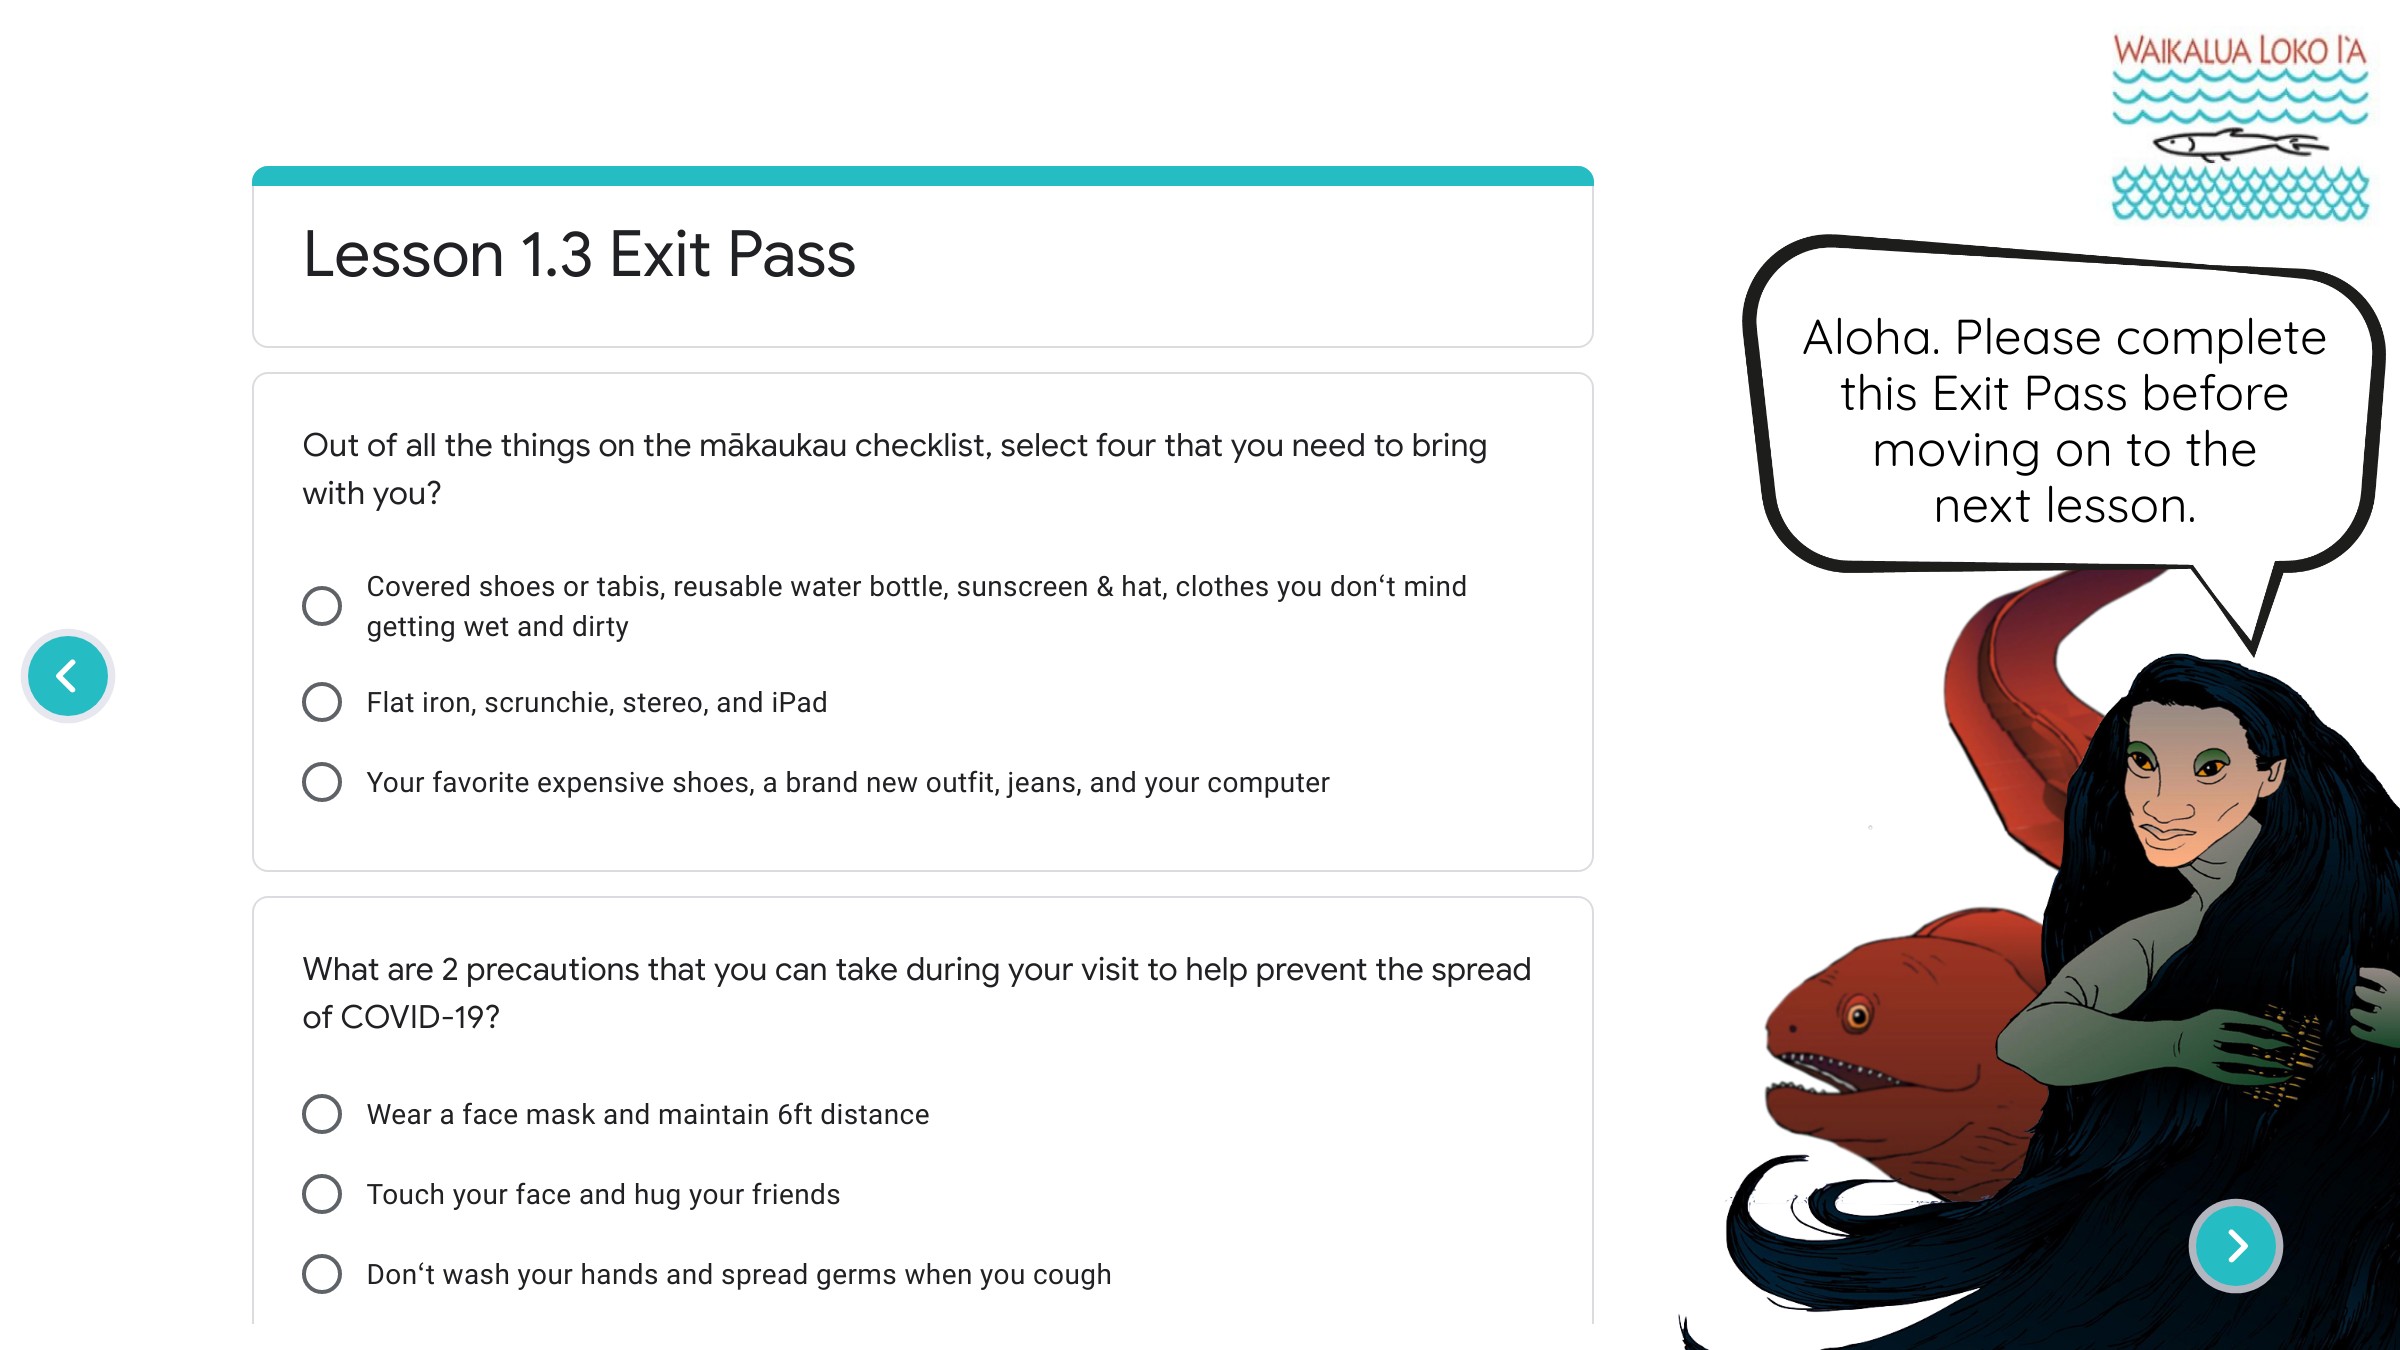 WAIKALUA LOKO I'A
Lesson 1.3 Exit Pass
Out of all the things on the mākaukau checklist, select four that you need to bring
with you?
Covered shoes or tabis, reusable water bottle, sunscreen & hat, clothes you don‘t mind
getting wet and dirty
Flat iron, scrunchie, stereo, and iPad
Your favorite expensive shoes, a brand new outfit, jeans, and your computer
What are 2 precautions that you can take during your visit to help prevent the spread
of COVID-19?
Wear a face mask and maintain 6ft distance
Touch your face and hug your friends
Don‘t wash your hands and spread germs when you cough
Aloha. Please complete
this Exit Pass before
moving on to the
next lesson.